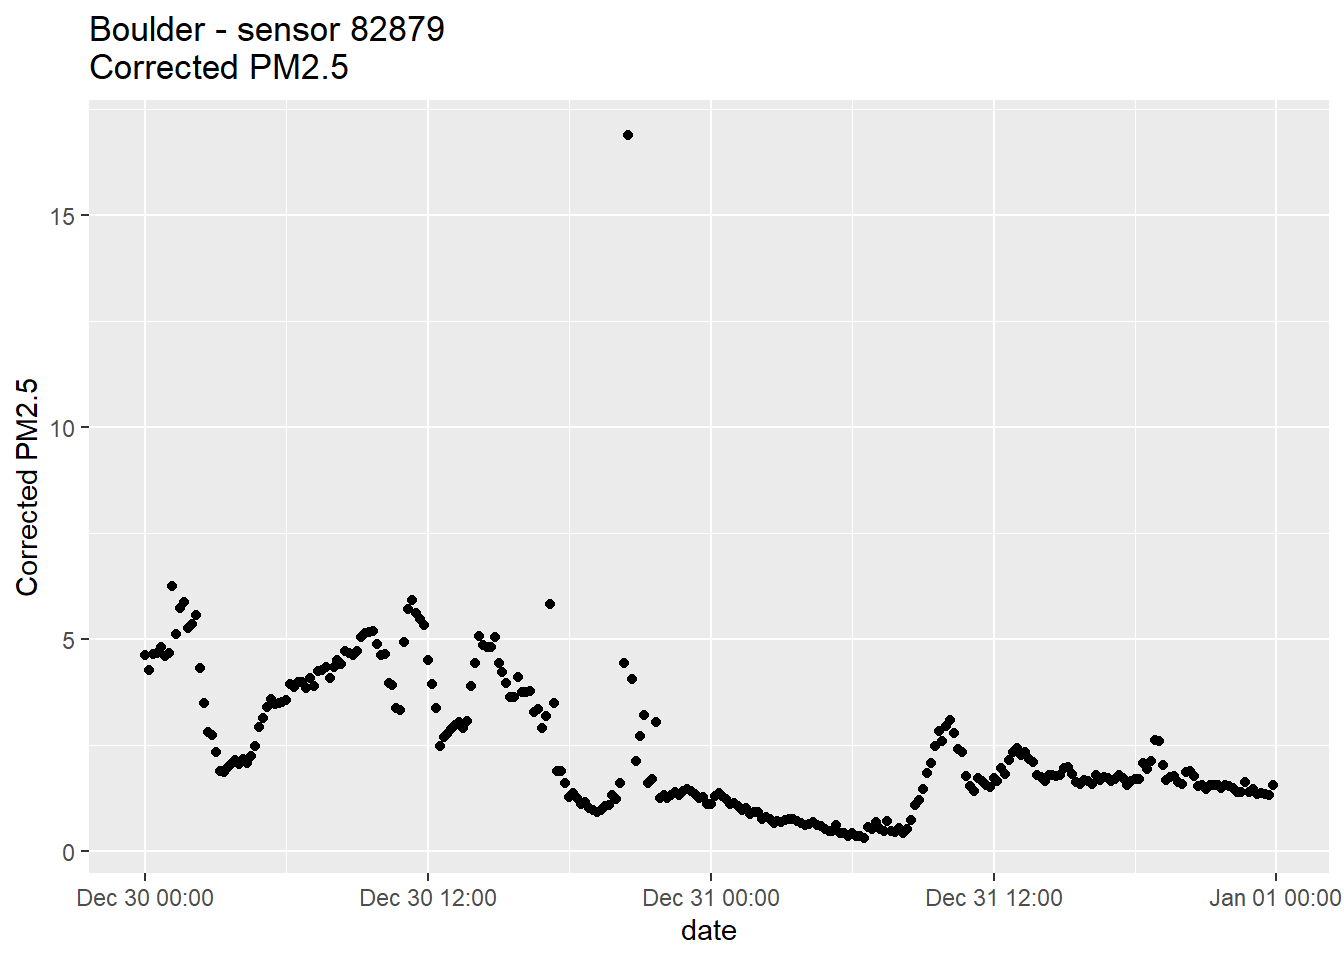 Boulder - sensor 82879
Corrected PM2.5
Corrected PM2.5
15
10
5
0
Dec 30 00:00
Dec 30 12:00
Dec 31 00:00
Dec 31 12:00
Jan 01 00:00
date